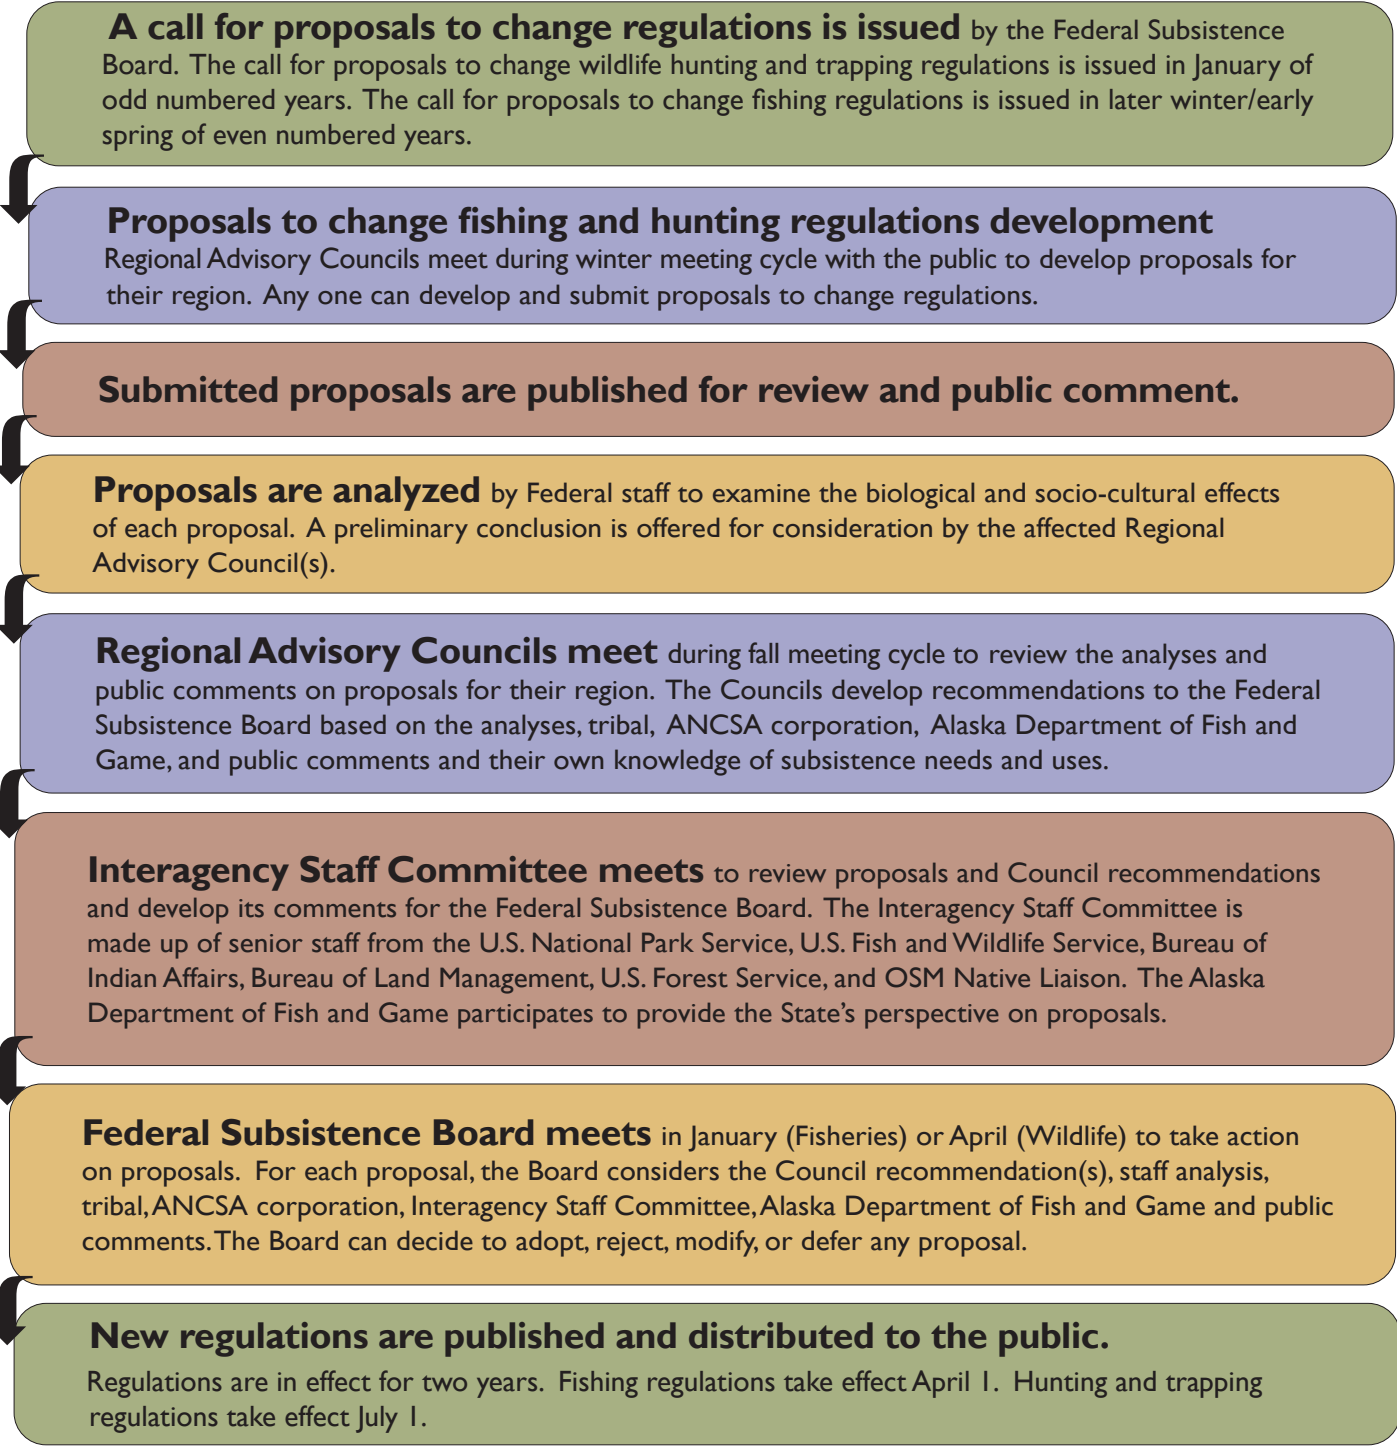 A call for proposals to change regulations is issued by the Federal Subsistence
Board. The call for proposals to change wildlife hunting and trapping regulations is issued in January of
odd numbered years. The call for proposals to change fishing regulations is issued in later winter/early
spring of even numbered years.
Proposals to change fishing and hunting regulations development
Regional Advisory Councils meet during winter meeting cycle with the public to develop proposals for
their region. Any one can develop and submit proposals to change regulations.
Submitted proposals are published for review and public comment.
Proposals are analyzed by Federal staff to examine the biological and socio-cultural effects
of each proposal. A preliminary conclusion is offered for consideration by the affected Regional
Advisory Council(s).
Regional Advisory Councils meet during fall meeting cycle to review the analyses and
public comments on proposals for their region. The Councils develop recommendations to the Federal
Subsistence Board based on the analyses, tribal, ANCSA corporation, Alaska Department of Fish and
Game, and public comments and their own knowledge of subsistence needs and uses.
Interagency Staff Committee meets to review proposals and Council recommendations
and develop its comments for the Federal Subsistence Board. The Interagency Staff Committee is
made up of senior staff from the U.S. National Park Service, U.S. Fish and Wildlife Service, Bureau of
Indian Affairs, Bureau of Land Management, U.S. Forest Service, and OSM Native Liaison. The Alaska
Department of Fish and Game participates to provide the State’s perspective on proposals.
Federal Subsistence Board meets in January (Fisheries) or April (Wildlife) to take action
on proposals. For each proposal, the Board considers the Council recommendation(s), staff analysis,
tribal, ANCSA corporation, Interagency Staff Committee, Alaska Department of Fish and Game and public
comments. The Board can decide to adopt, reject, modify, or defer any proposal.
New regulations are published and distributed to the public.
Regulations are in effect for two years. Fishing regulations take effect April 1. Hunting and trapping
regulations take effect July 1.